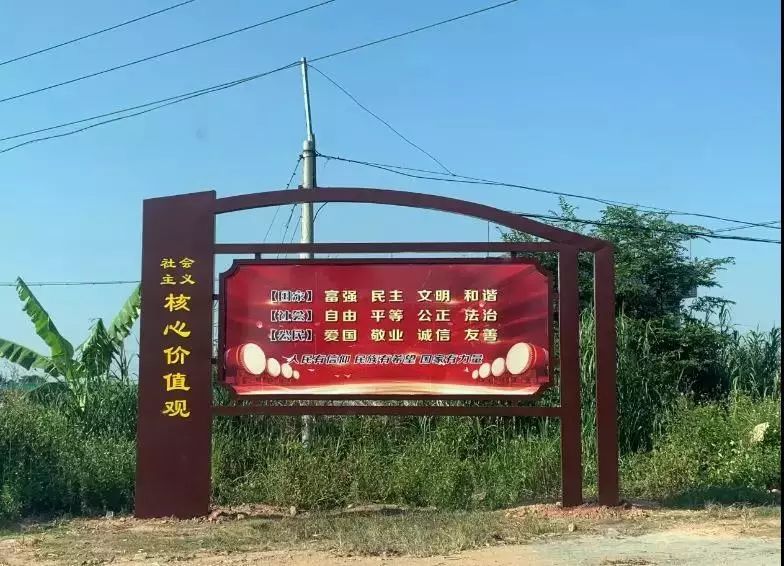 社会
主义
核心价值观
【国家】 富强 民主 文明 和谐
【社会】 自由 平等 公正 法治
【公民】 爱国 敬业 诚信 友善
人民有信仰 民族有希望 国家有力量